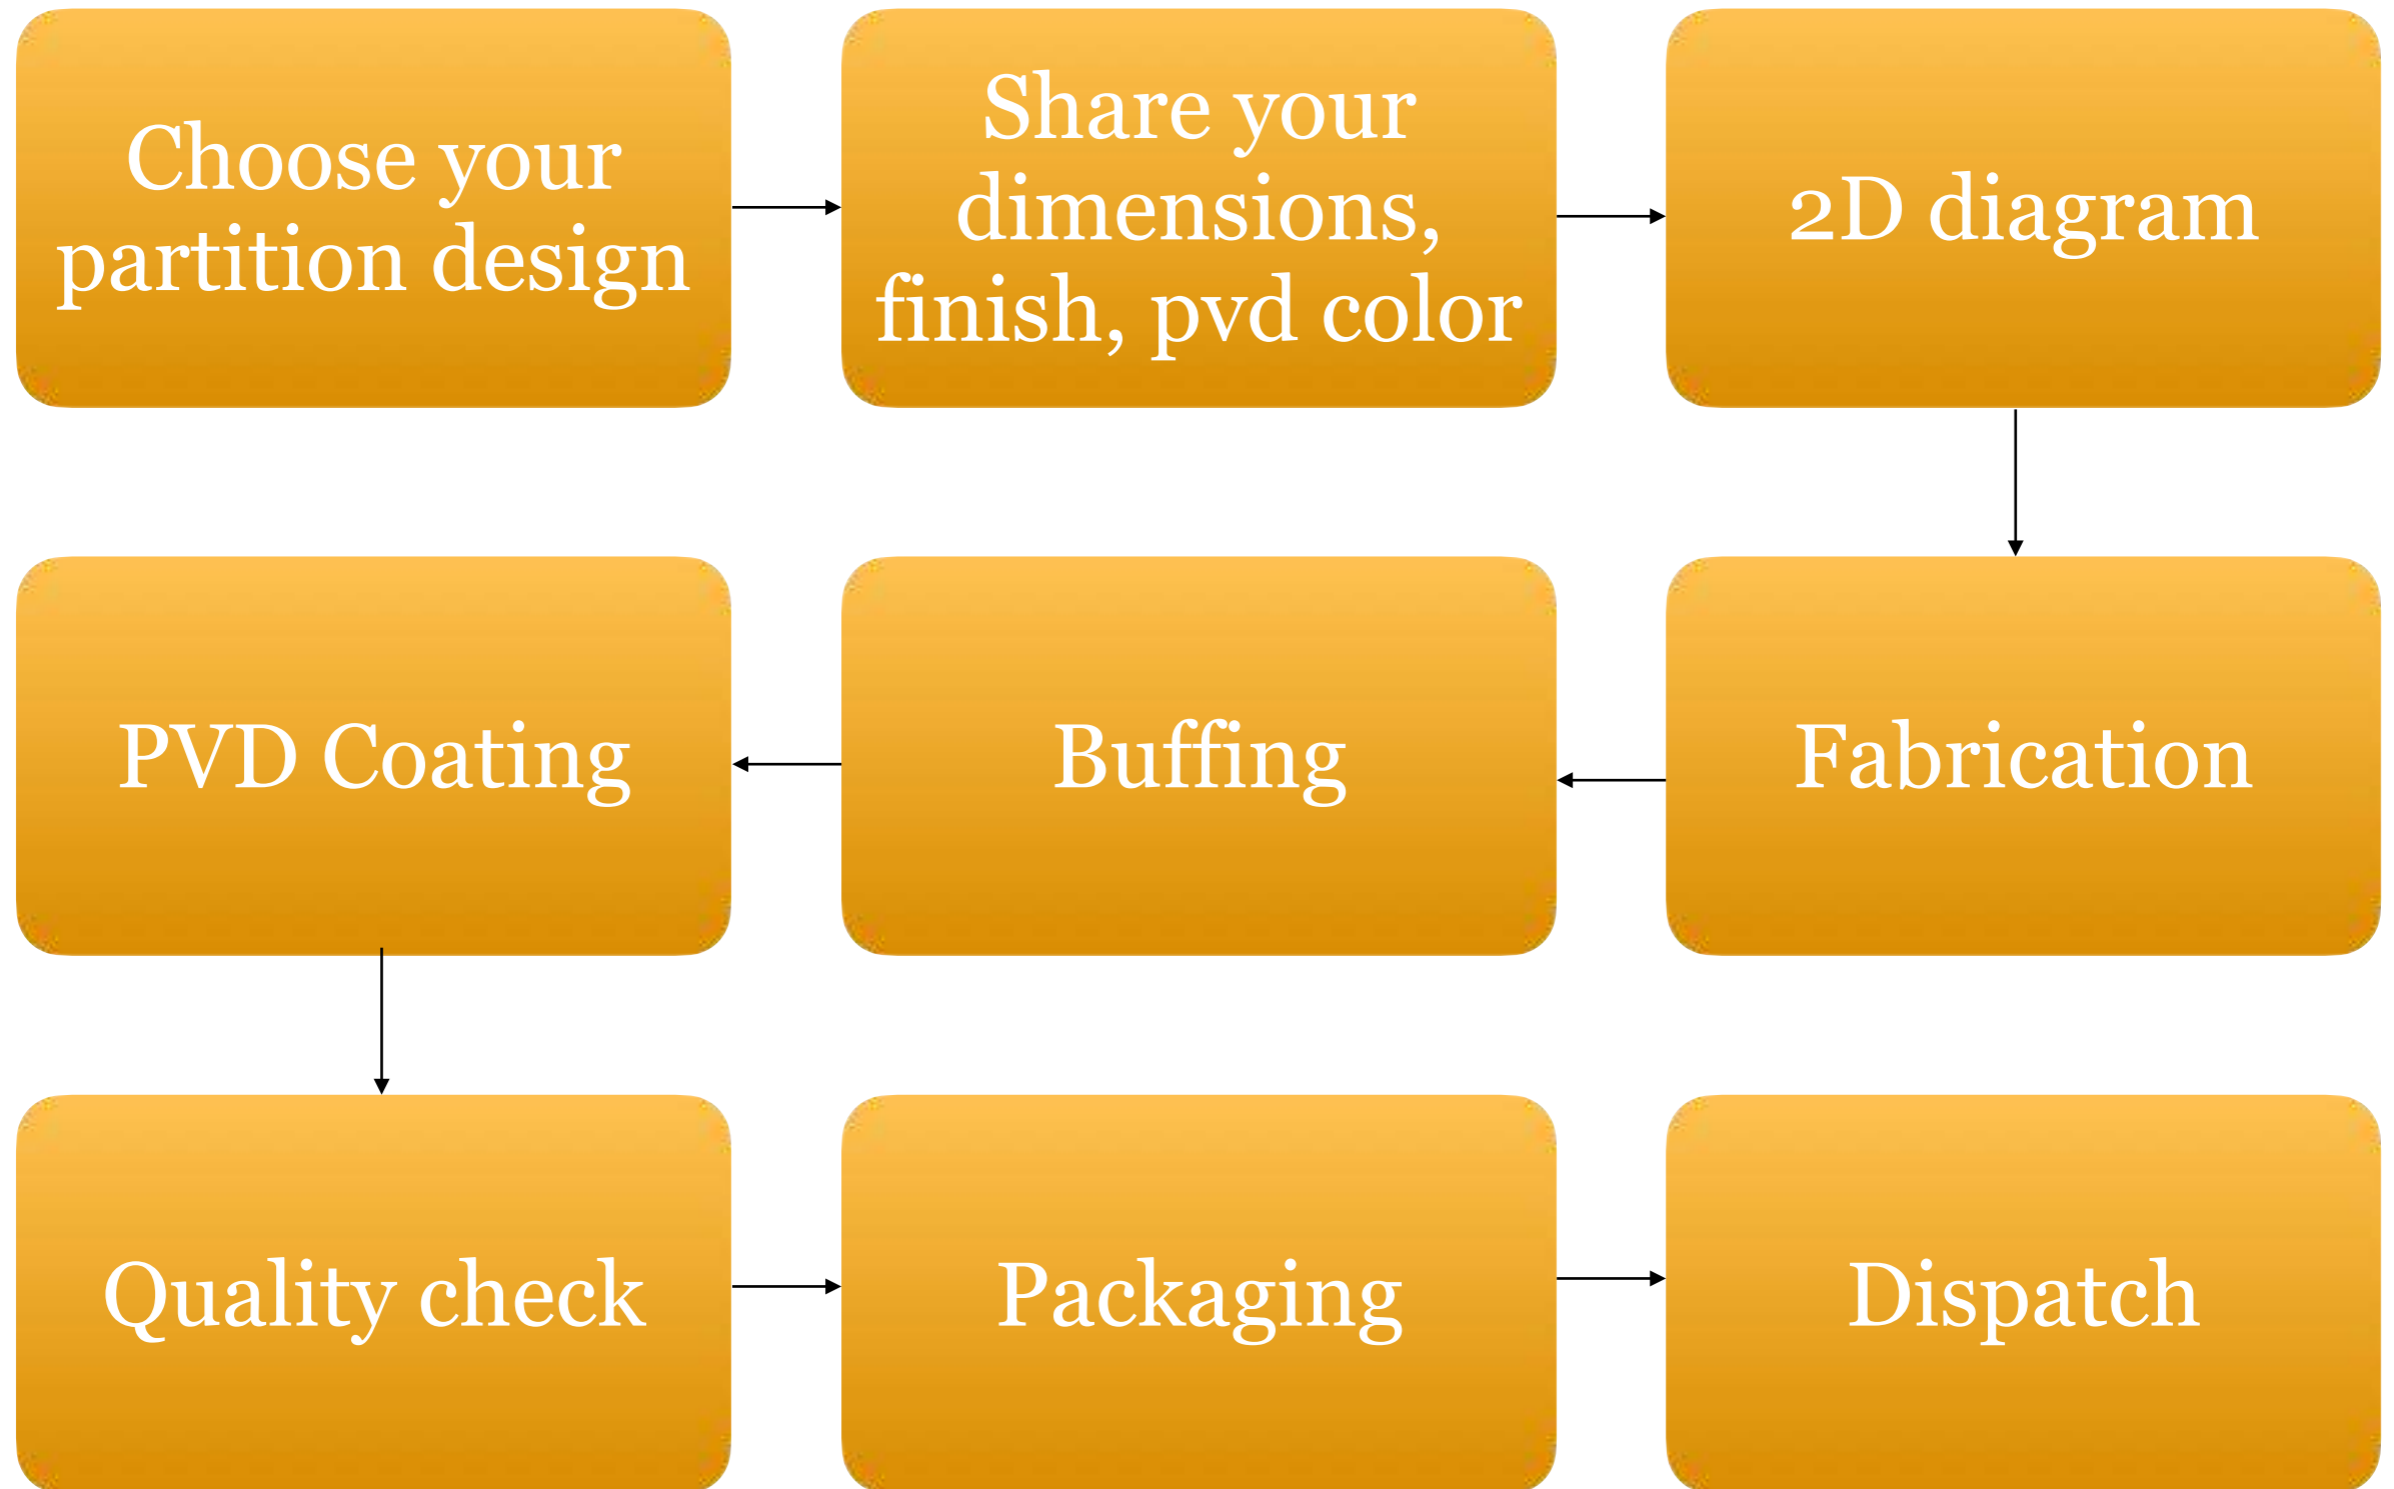 Choose your
partition design
Share your
dimensions,
finish, pvd color
2D diagram
Fabrication
Buffing
PVD Coating
Quality check
Packaging
Dispatch